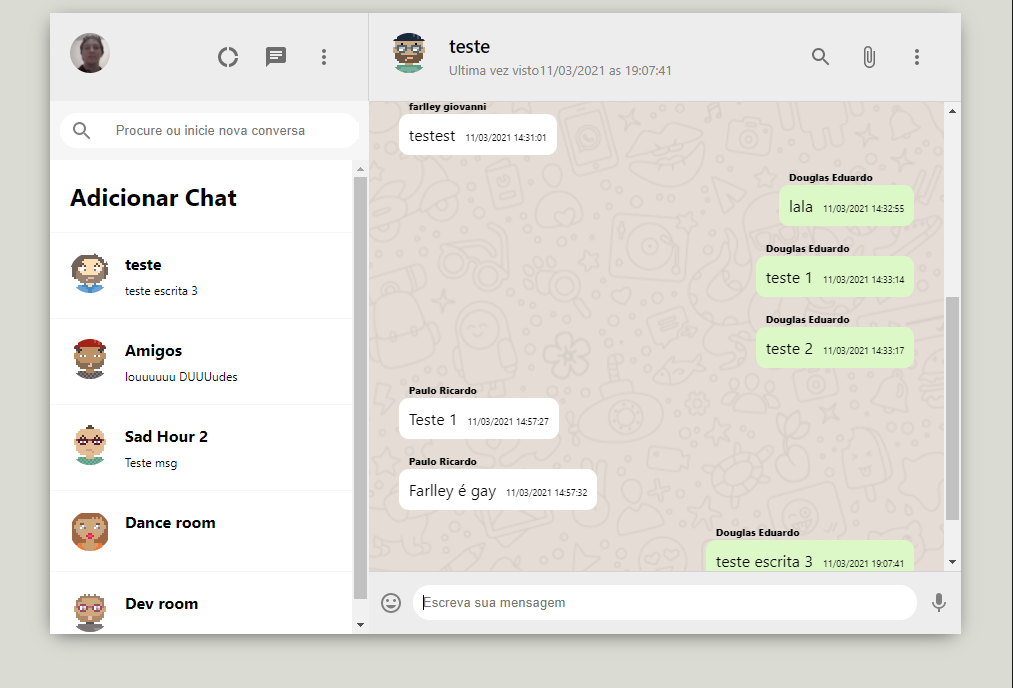 teste
Ultima vez visto11/03/2021 as 19:07:41
Procure ou inicie nova conversa
Adicionar Chat
teste
teste escrita 3
Amigos
Iouuuuuu DUUUudes
Sad Hour 2
Teste msg
Dance room
Dev room
farlley giovanni
testest 11/03/2021 14:31:01
Douglas Eduardo
lala 11/03/2021 14:32:55
Douglas Eduardo
teste 1 11/03/2021 14:33:14
Douglas Eduardo
teste 2 11/03/2021 14:33:17
Paulo Ricardo
Teste 1 11/03/2021 14:57:27
Paulo Ricardo
Farlley é gay 11/03/2021 14:57:32
Douglas Eduardo
teste escrita 3 11/03/2021 19:07:41
Escreva sua mensagem